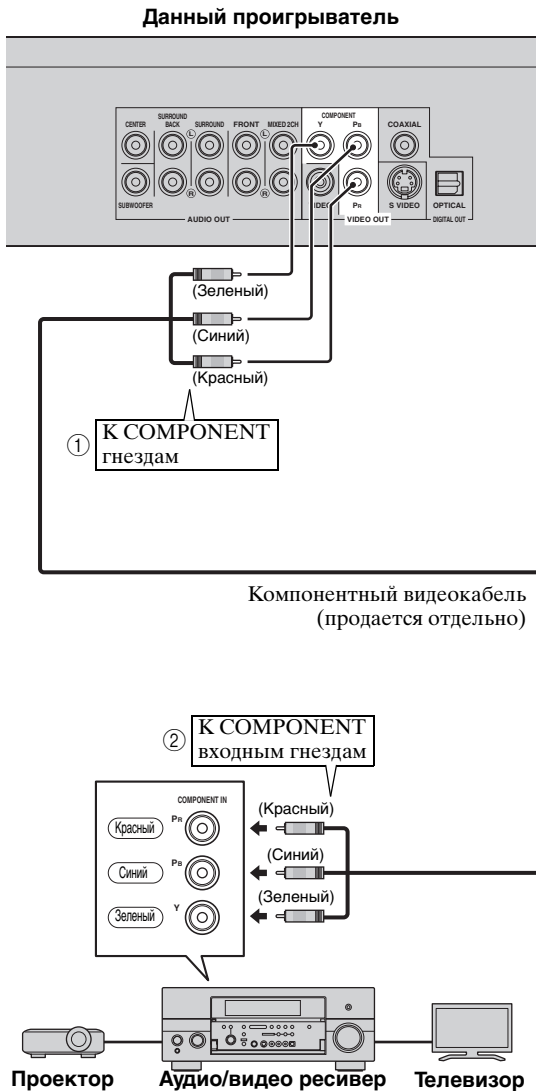 Данный проигрыватель
COMPONENT
CENTER SURROUND BACK SURROUND FRONT MIXED 2CH Y PB COAXIAL
L L
R R
SUBWOOFER VIDEO PR S VIDEO OPTICAL
AUDIO OUT VIDEO OUT DIGITAL OUT
(Зеленый)
(Синий)
(Красный)
① К COMPONENT
гнездам
Компонентный видеокабель
(продается отдельно)
② К COMPONENT
входным гнездам
COMPONENT IN
(Красный)
Красный PR
(Синий)
Синий PB
(Зеленый)
Зеленый Y
Проектор Аудио/видео ресивер Телевизор